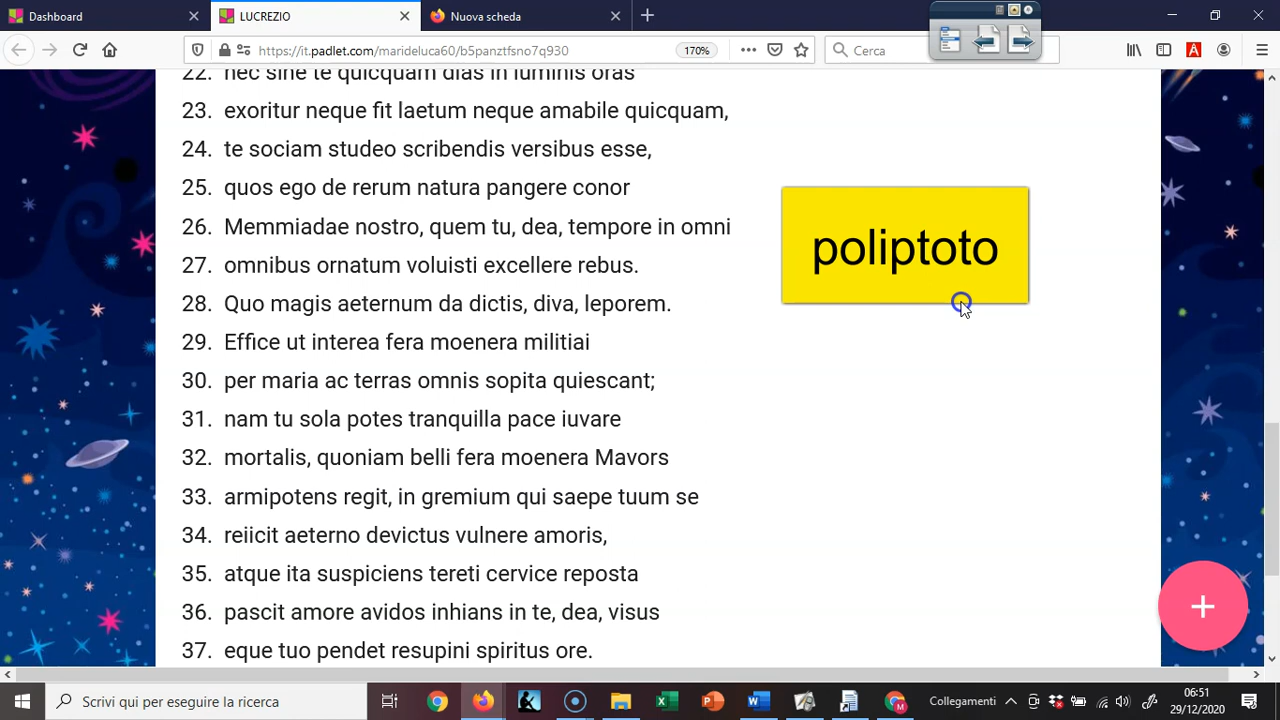 Dashboard
LUCREZIO
Nuova scheda
https://it.padlet.com/marideluca60/b5panztfsno7q930
170%
Cerca
22. nec sine te quicquam dias in luminis oras
23. exoritur neque fit laetum neque amabile quicquam,
24. te sociam studeo scribendis versibus esse,
25. quos ego de rerum natura pangere conor
26. Memmiadae nostro, quem tu, dea, tempore in omni
27. omnibus ornatum voluisti excellere rebus.
28. Quo magis aeternum da dictis, diva, leporem.
29. Effice ut interea fera moenera militiai
30. per maria ac terras omnis sopita quiescant;
31. nam tu sola potes tranquilla pace iuvare
32. mortalis, quoniam belli fera moenera Mavors
33. armipotens regit, in gremium qui saepe tuum se
34. reiicit aeterno devictus vulnere amoris,
35. atque ita suspiciens tereti cervice reposta
36. pascit amore avidos inhians in te, dea, visus
37. eque tuo pendet resupini spiritus ore.
poliptoto
Scrivi qui per eseguire la ricerca
Collegamenti
06:51
29/12/2020